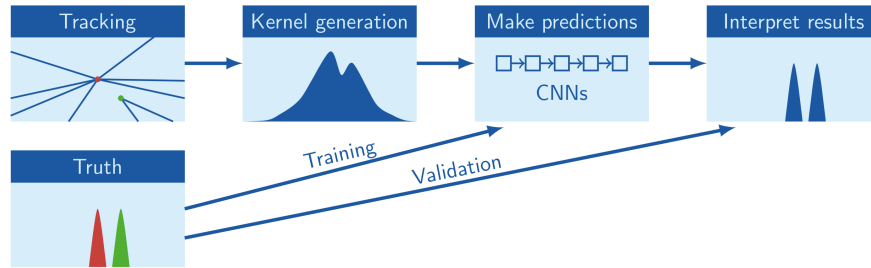 Tracking
Kernel generation
Make predictions
Interpret results
CNNs
Training
Validation
Truth